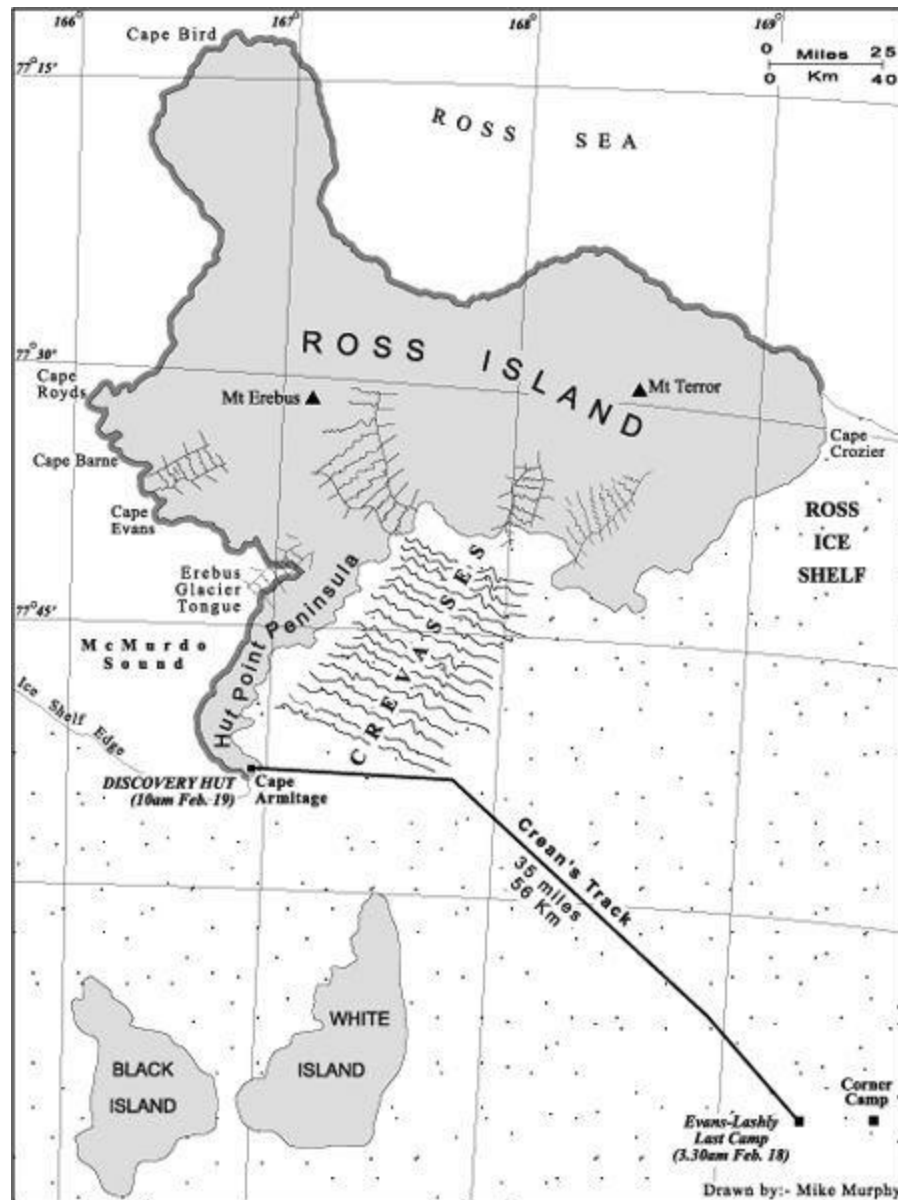 166°
167°
168°
169°
Cape Bird
77°15'
0 Miles 25
0 Km 40
ROSS SEA
ROSS ISLAND
77°30'
Cape
Royds
Mt Erebus
Mt Terror
Cape
Crozier
Cape Barne
Cape
Evans
ROSS
ICE
SHELF
Erebus
Glacier
Tongue
77°45'
McMurdo
Sound
Hut Point Peninsula
CREVASSES
Ice Shelf Edge
DISCOVERY HUT
(10am Feb. 19)
Cape
Armitage
Crean's Track
35 miles
56 Km
WHITE
ISLAND
BLACK
ISLAND
Corner
Camp
Evans-Lashly
Last Camp
(3.30am Feb. 18)
Drawn by:- Mike Murphy